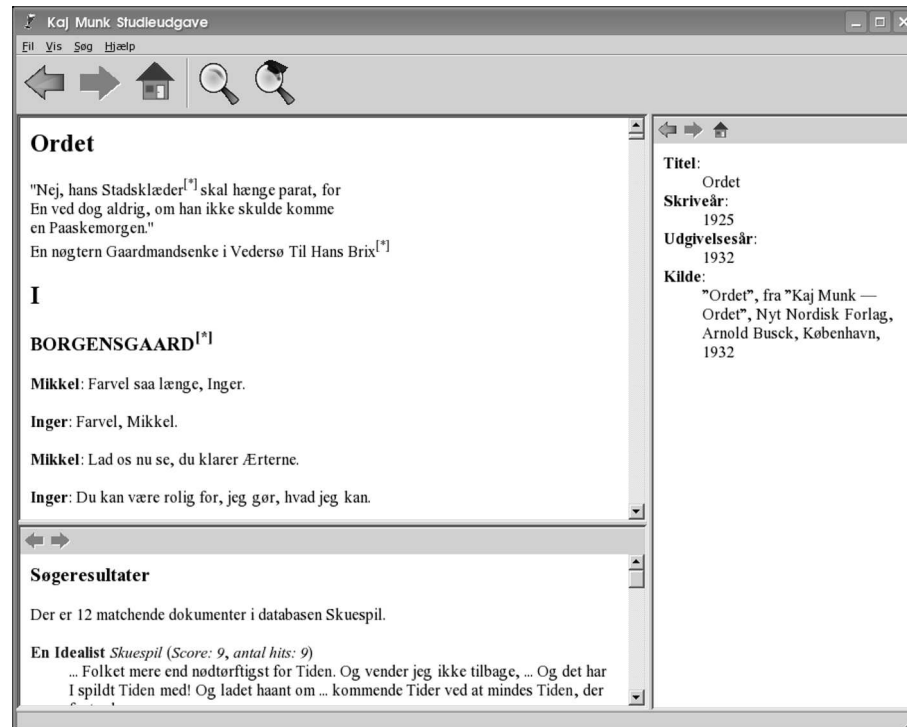 Kaj Munk Studieudgave
Fil Vis Søg Hjælp
Ordet
"Nej, hans Stadsklæder[*] skal hænge parat, for
En ved dog aldrig, om han ikke skulde komme
en Paaskemorgen."
En nøgtern Gaardmandsenke i Vedersø Til Hans Brix[*]
I
BORGENSGAARD[*]
Mikkel: Farvel saa længe, Inger.
Inger: Farvel, Mikkel.
Mikkel: Lad os nu se, du klarer Ærterne.
Inger: Du kan være rolig for, jeg gør, hvad jeg kan.
Søgeresultater
Der er 12 matchende dokumenter i databasen Skuespil.
En Idealist Skuespil (Score: 9, antal hits: 9)
... Folket mere end nødtørftigst for Tiden. Og vender jeg ikke tilbage, ... Og det har
I spildt Tiden med! Og ladet haant om ... kommende Tider ved at mindes Tiden, der
Titel:
Ordet
Skriveår:
1925
Udgivelsesår:
1932
Kilde:
”Ordet”, fra ”Kaj Munk —
Ordet”, Nyt Nordisk Forlag,
Arnold Busck, København,
1932